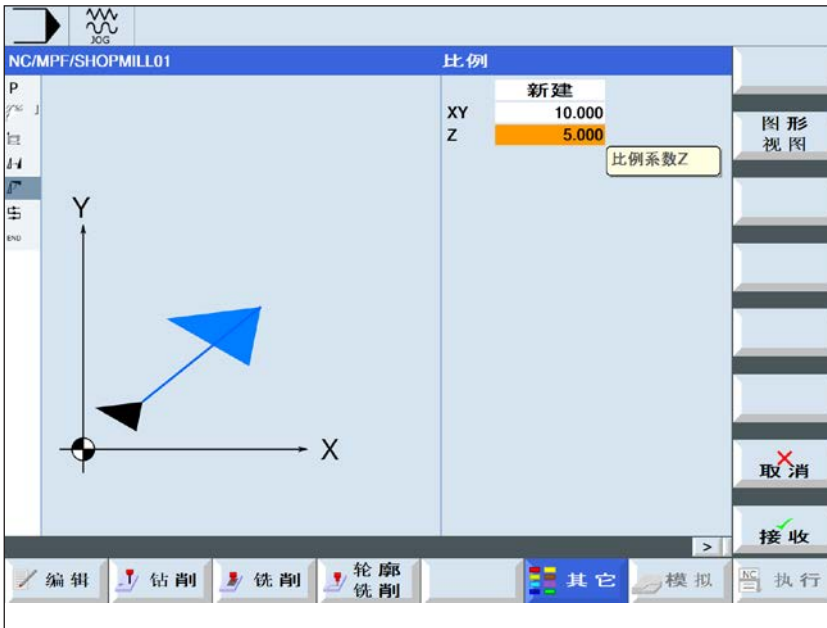 JOG
NC/MPF/SHOPMILL01
比例
P
END
新建
XY 10.000
Z 5.000
比例系数Z
Y
X
图形
视图
取消
接收
>
编辑
钻削
铣削
轮廓
铣削
其它
模拟
NC
执行